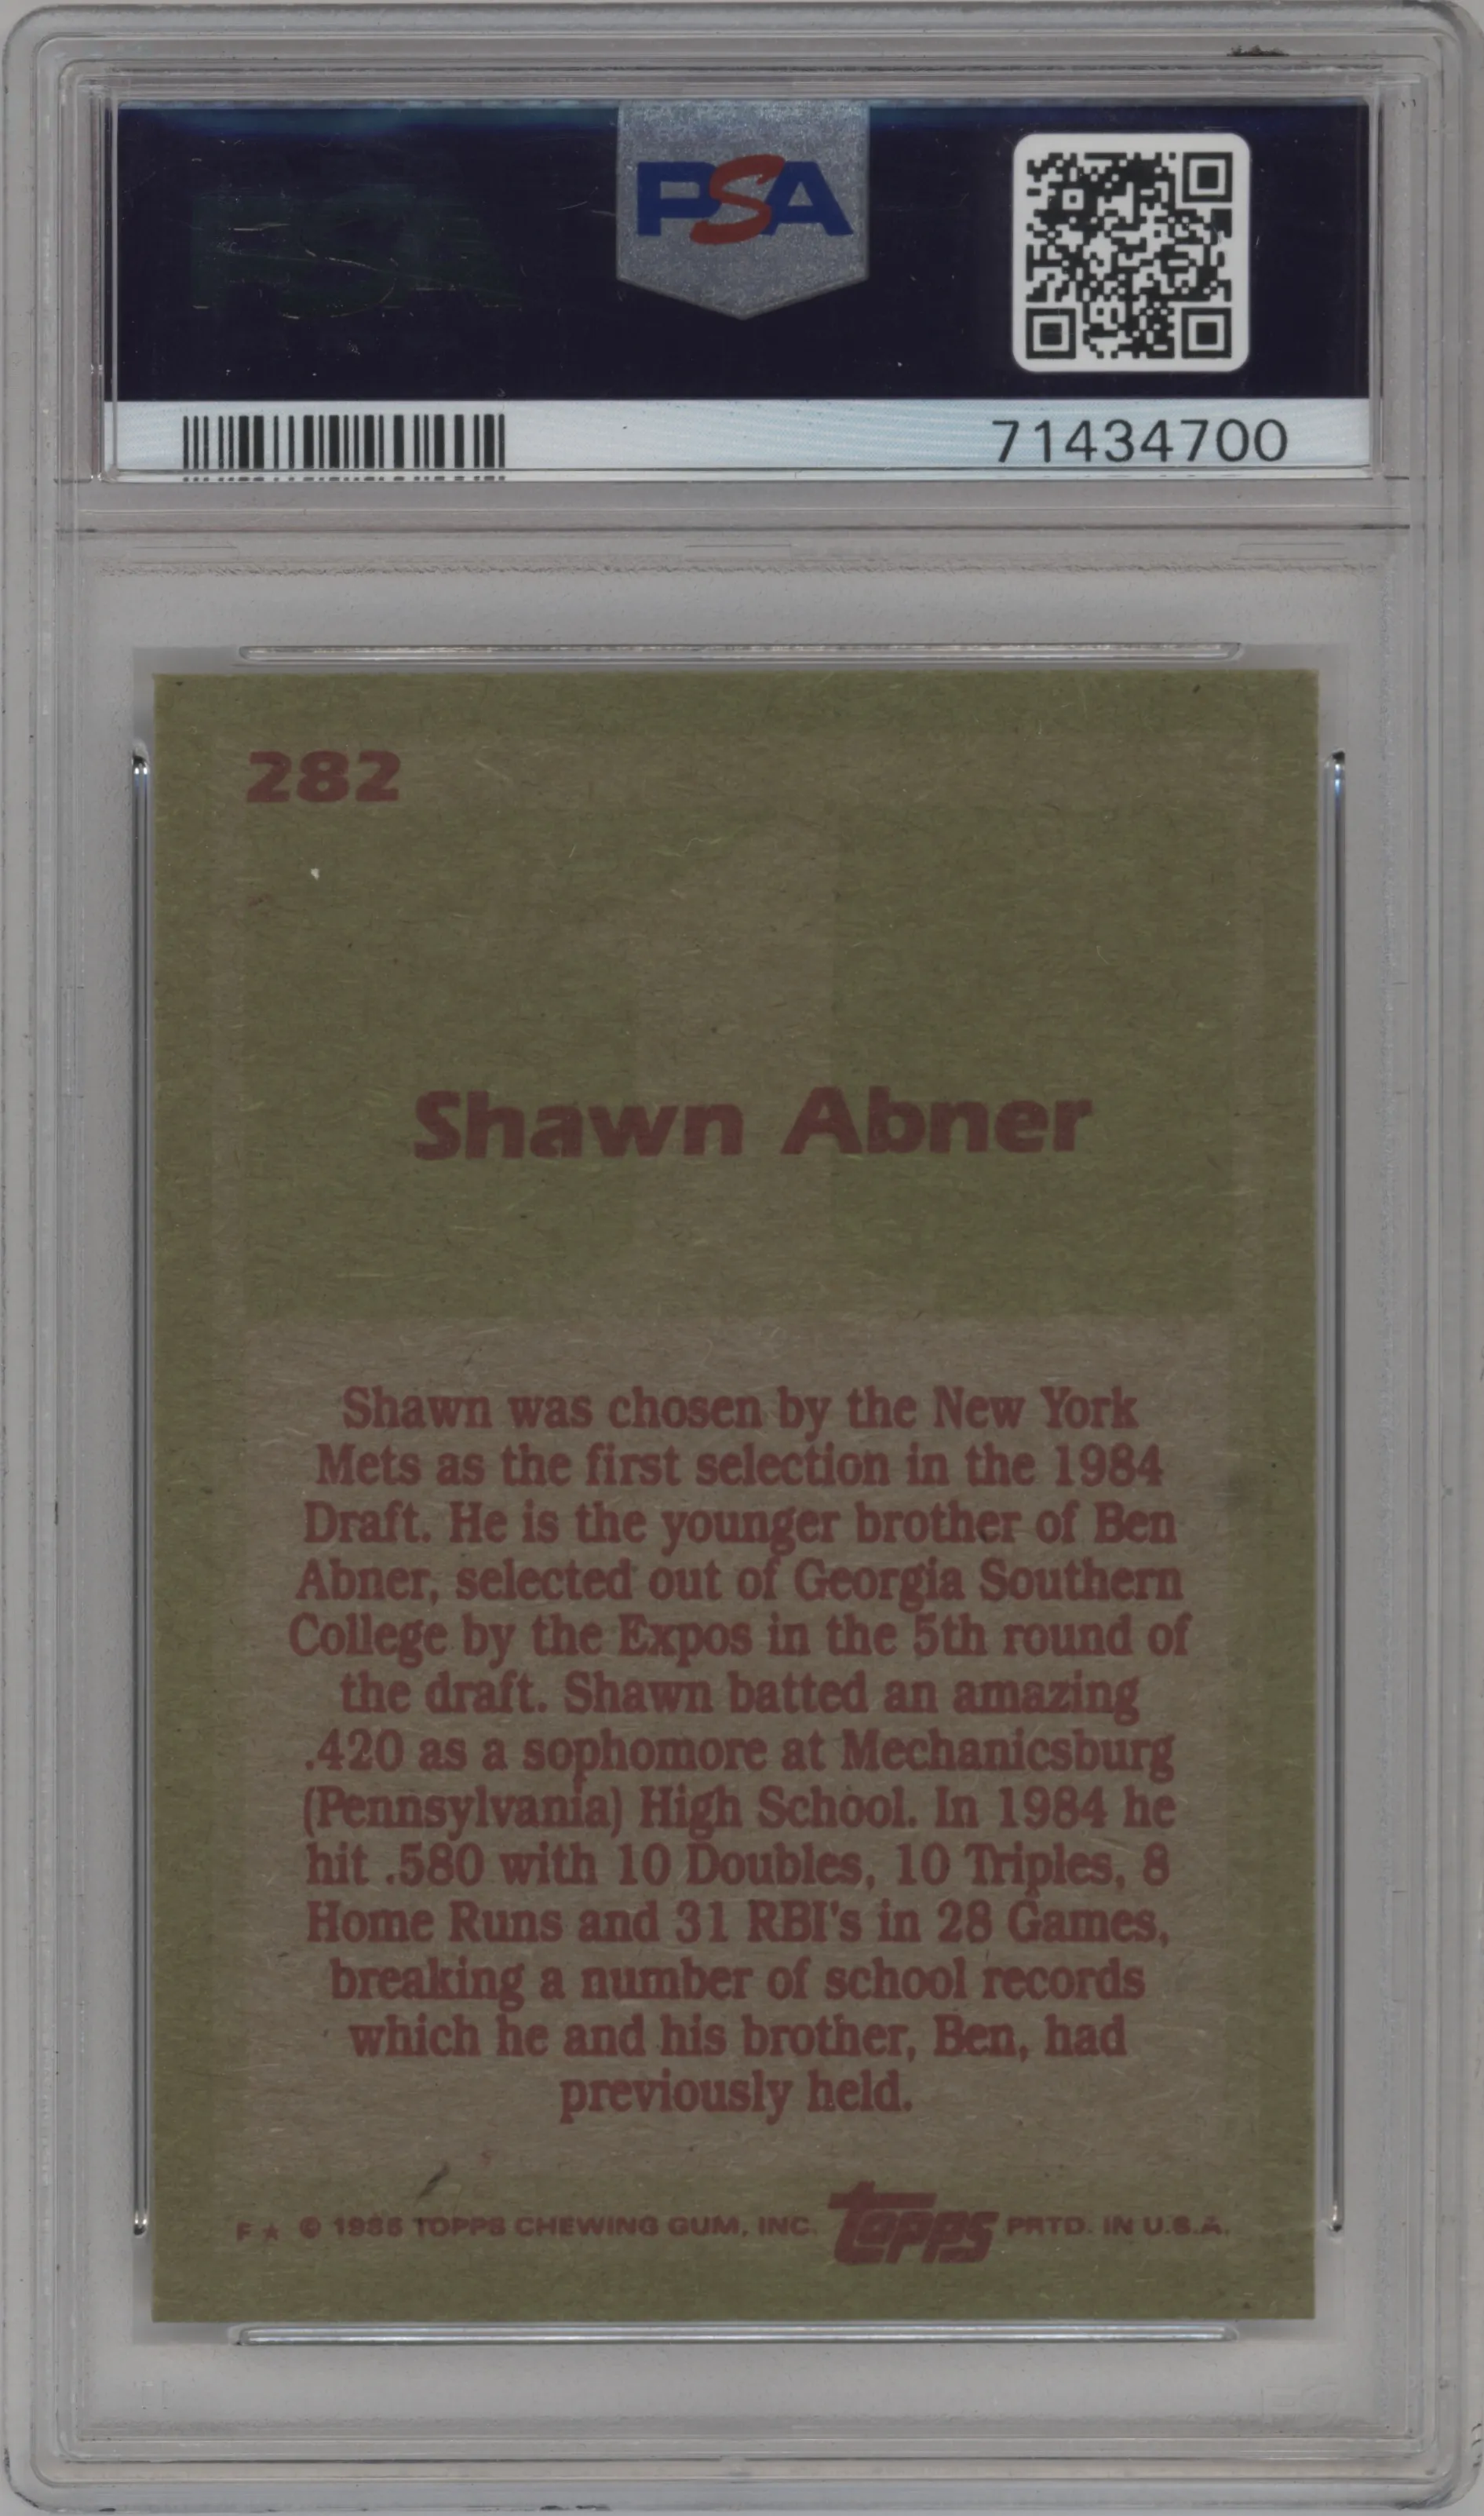 PSA
71434700
282
Shawn Abner
Shawn was chosen by the New York
Mets as the first selection in the 1984
Draft. He is the younger brother of Ben
Abner, selected out of Georgia Southern
College by the Expos in the 5th round of
the draft. Shawn batted an amazing
.420 as a sophomore at Mechanicsburg
(Pennsylvania) High School. In 1984 he
hit .580 with 10 Doubles, 10 Triples, 8
Home Runs and 31 RBI's in 28 Games,
breaking a number of school records
which he and his brother, Ben, had
previously held.
F ★ © 1985 TOPPS CHEWING GUM, INC. topps PRTD. IN U.S.A.